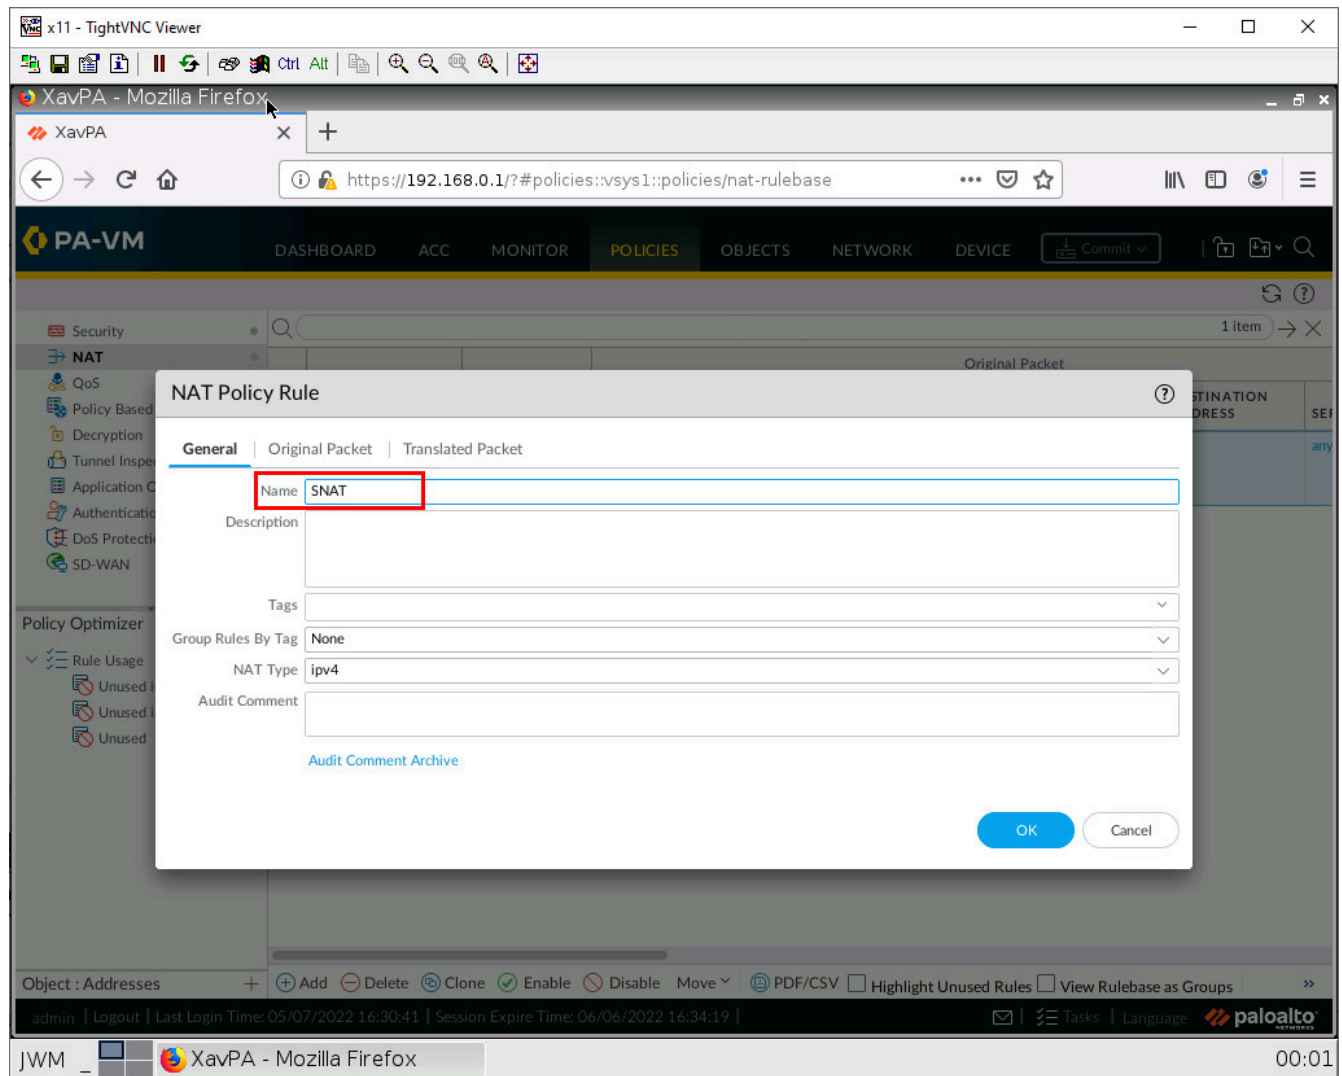 x11 - TightVNC Viewer
Ctrl Alt
XavPA - Mozilla Firefox
XavPA
https://192.168.0.1/?#policies::vsys1::policies/nat-rulebase
PA-VM
DASHBOARD ACC MONITOR POLICIES OBJECTS NETWORK DEVICE Commit
Security
1 item
NAT
Original Packet
QoS
NAT Policy Rule
Policy Based
Decryption
General Original Packet Translated Packet
Tunnel
any
Application
Name SNAT
DoS
Description
SD-WAN
Tags
Policy Optimizer
Group Rules By Tag None
Rule Usage
NAT Type ipv4
Unused
Audit Comment
Unused
Unused
Audit Comment Archive
OK Cancel
Object : Addresses + Add Delete Clone Enable Disable Move PDF/CSV Highlight Unused Rules View Rulebase as Groups »
admin | Logout | Last Login Time: 05/07/2022 16:30:41 | Session Expire Time: 06/06/2022 16:34:19 | Tasks | Language paloalto NETWORKS
JWM _ XavPA - Mozilla Firefox 00:01